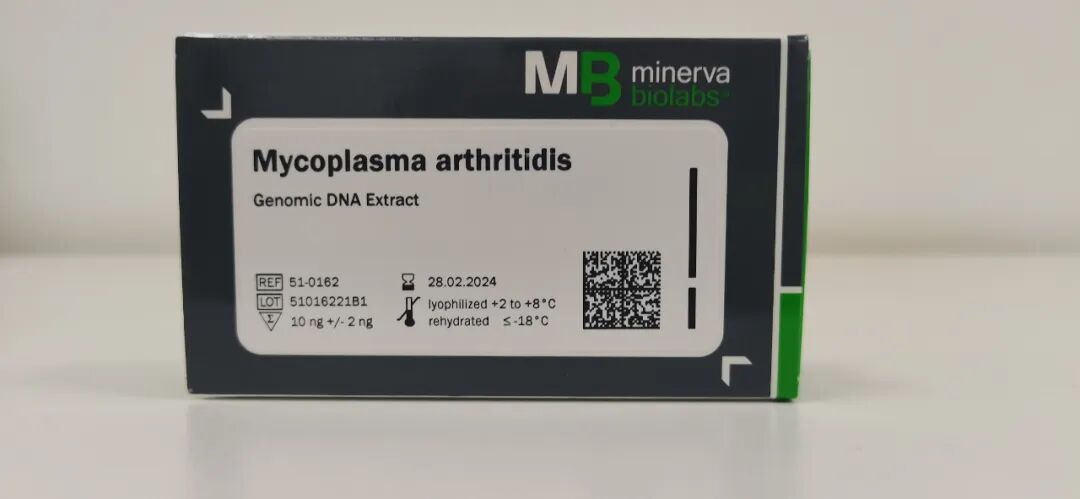 MB minerva
biolabs
Mycoplasma arthritidis
Genomic DNA Extract
REF 51-0162
LOT 51016221B1
Σ 10 ng +/- 2 ng
28.02.2024
lyophilized +2 to +8°C
rehydrated ≤ -18°C